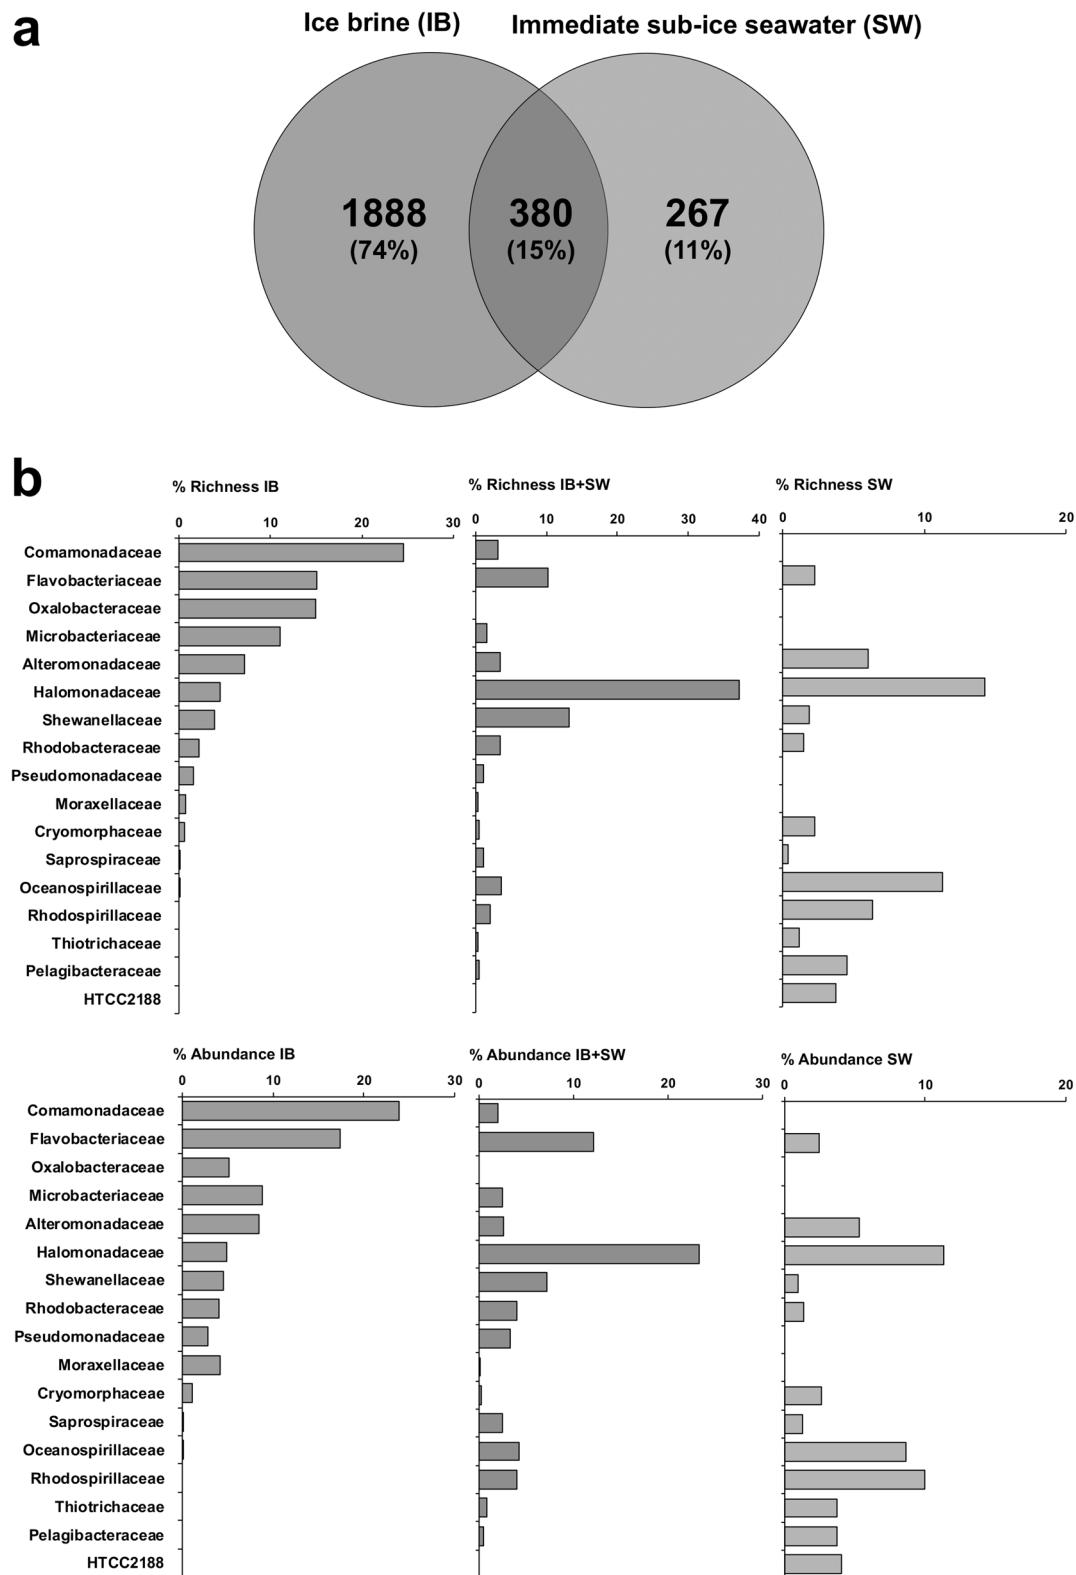 a
Ice brine (IB)
Immediate sub-ice seawater (SW)
1888
(74%)
380
(15%)
267
(11%)
b
% Richness IB
% Richness IB+SW
% Richness SW
0 10 20 30
0 10 20 30 40
0 10 20
Comamonadaceae
Flavobacteriaceae
Oxalobacteraceae
Microbacteriaceae
Alteromonadaceae
Halomonadaceae
Shewanellaceae
Rhodobacteraceae
Pseudomonadaceae
Moraxellaceae
Cryomorphaceae
Saprospiraceae
Oceanospirillaceae
Rhodospirillaceae
Thiotrichaceae
Pelagibacteraceae
HTCC2188
% Abundance IB
% Abundance IB+SW
% Abundance SW
0 10 20 30
0 10 20 30
0 10 20
Comamonadaceae
Flavobacteriaceae
Oxalobacteraceae
Microbacteriaceae
Alteromonadaceae
Halomonadaceae
Shewanellaceae
Rhodobacteraceae
Pseudomonadaceae
Moraxellaceae
Cryomorphaceae
Saprospiraceae
Oceanospirillaceae
Rhodospirillaceae
Thiotrichaceae
Pelagibacteraceae
HTCC2188